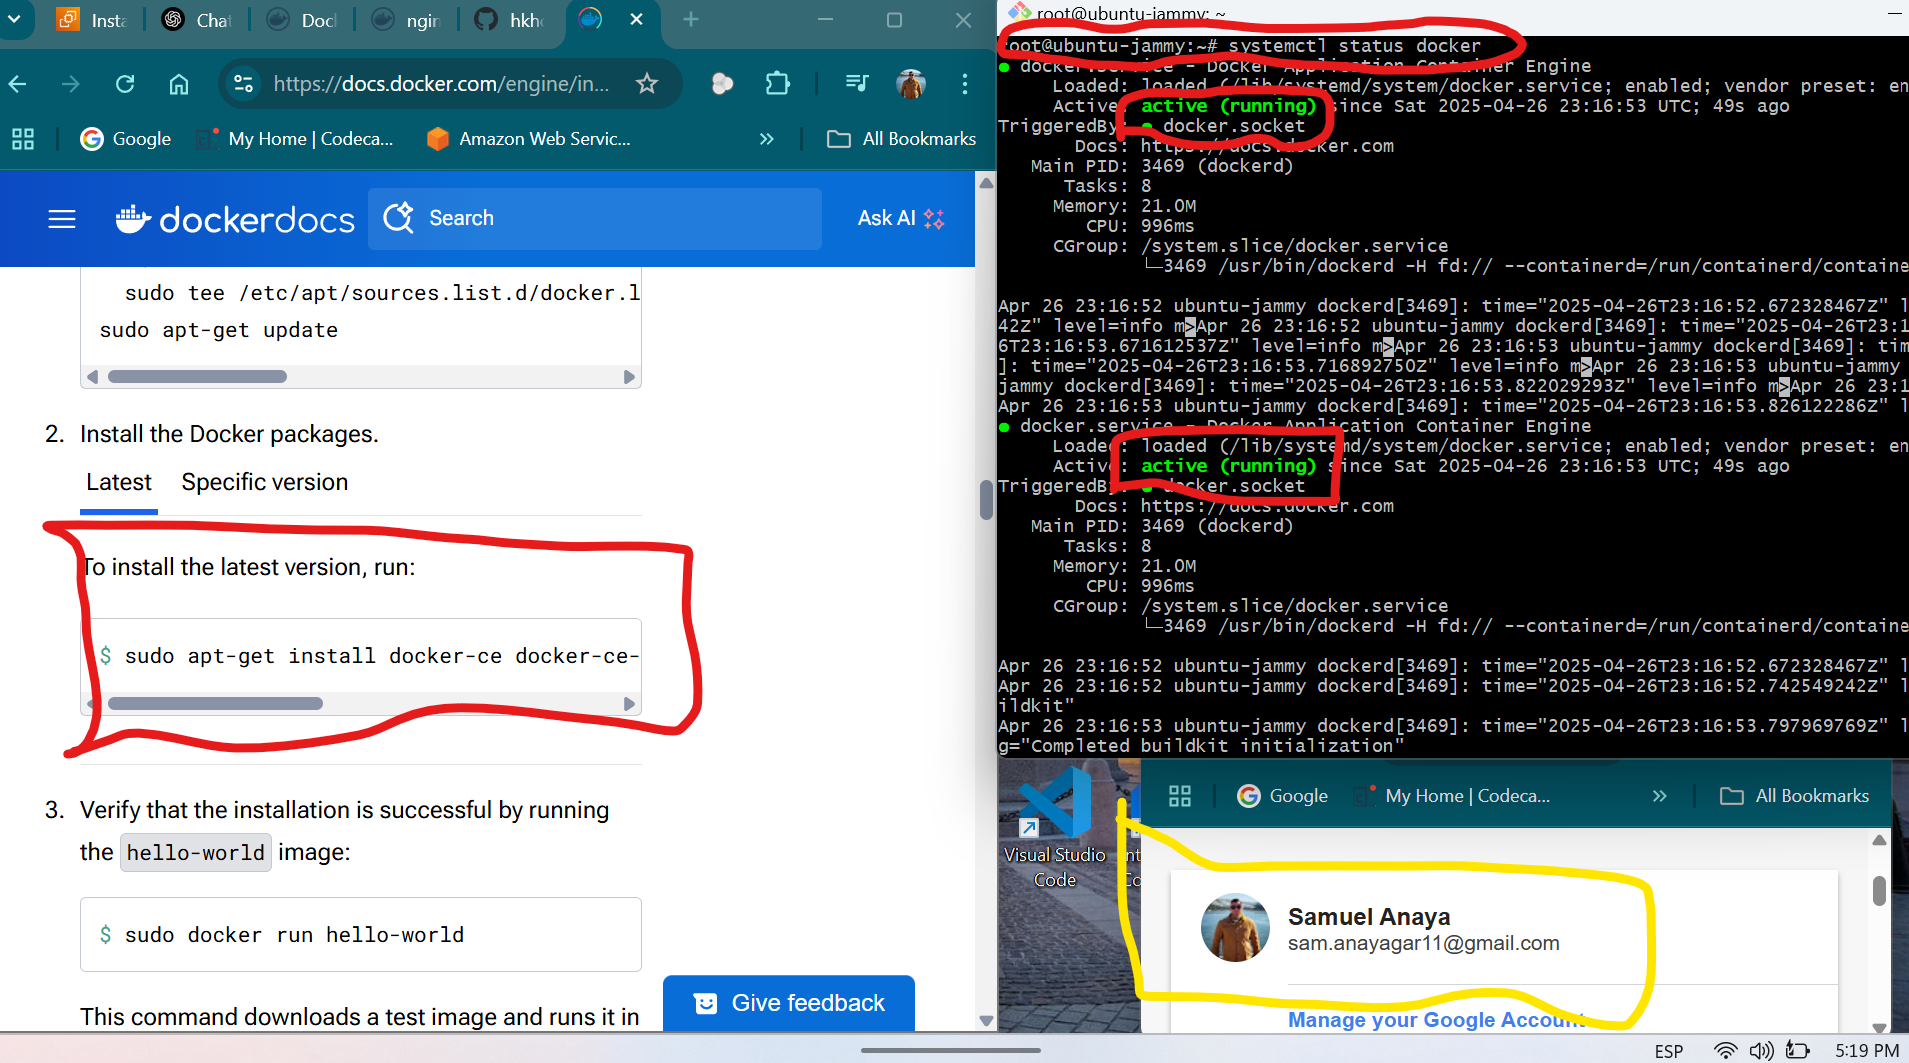 Insta
Chat
Doc
ngin
hkh
https://docs.docker.com/engine/in...
Google
My Home | Codeca...
Amazon Web Servic...
»
All Bookmarks
dockerdocs
Search
Ask AI
sudo tee /etc/apt/sources.list.d/docker.l
sudo apt-get update
2. Install the Docker packages.
Latest
Specific version
To install the latest version, run:
$ sudo apt-get install docker-ce docker-ce-
3. Verify that the installation is successful by running
the hello-world image:
$ sudo docker run hello-world
This command downloads a test image and runs it in
Give feedback
root@ubuntu-jammy: ~
root@ubuntu-jammy:~# systemctl status docker
● docker.service - Docker Application Container Engine
Loaded: loaded (/lib/systemd/system/docker.service; enabled; vendor preset: en
Active: active (running) since Sat 2025-04-26 23:16:53 UTC; 49s ago
TriggeredBy: ● docker.socket
Docs: https://docs.docker.com
Main PID: 3469 (dockerd)
Tasks: 8
Memory: 21.0M
CPU: 996ms
CGroup: /system.slice/docker.service
└─3469 /usr/bin/dockerd -H fd:// --containerd=/run/containerd/containe
Apr 26 23:16:52 ubuntu-jammy dockerd[3469]: time="2025-04-26T23:16:52.672328467Z" l
42Z" level=info m>Apr 26 23:16:52 ubuntu-jammy dockerd[3469]: time="2025-04-26T23:1
6T23:16:53.671612537Z" level=info m>Apr 26 23:16:53 ubuntu-jammy dockerd[3469]: tim
]: time="2025-04-26T23:16:53.716892750Z" level=info m>Apr 26 23:16:53 ubuntu-jammy
jammy dockerd[3469]: time="2025-04-26T23:16:53.822029293Z" level=info m>Apr 26 23:1
Apr 26 23:16:53 ubuntu-jammy dockerd[3469]: time="2025-04-26T23:16:53.826122286Z" l
● docker.service - Docker Application Container Engine
Loaded: loaded (/lib/systemd/system/docker.service; enabled; vendor preset: en
Active: active (running) since Sat 2025-04-26 23:16:53 UTC; 49s ago
TriggeredBy: ● docker.socket
Docs: https://docs.docker.com
Main PID: 3469 (dockerd)
Tasks: 8
Memory: 21.0M
CPU: 996ms
CGroup: /system.slice/docker.service
└─3469 /usr/bin/dockerd -H fd:// --containerd=/run/containerd/containe
Apr 26 23:16:52 ubuntu-jammy dockerd[3469]: time="2025-04-26T23:16:52.672328467Z" l
Apr 26 23:16:52 ubuntu-jammy dockerd[3469]: time="2025-04-26T23:16:52.742549242Z" l
ildkit"
Apr 26 23:16:53 ubuntu-jammy dockerd[3469]: time="2025-04-26T23:16:53.797969769Z" l
g="Completed buildkit initialization"
Visual Studio
Code
Google
My Home | Codeca...
»
All Bookmarks
Samuel Anaya
sam.anayagar11@gmail.com
Manage your Google Account
ESP
5:19 PM